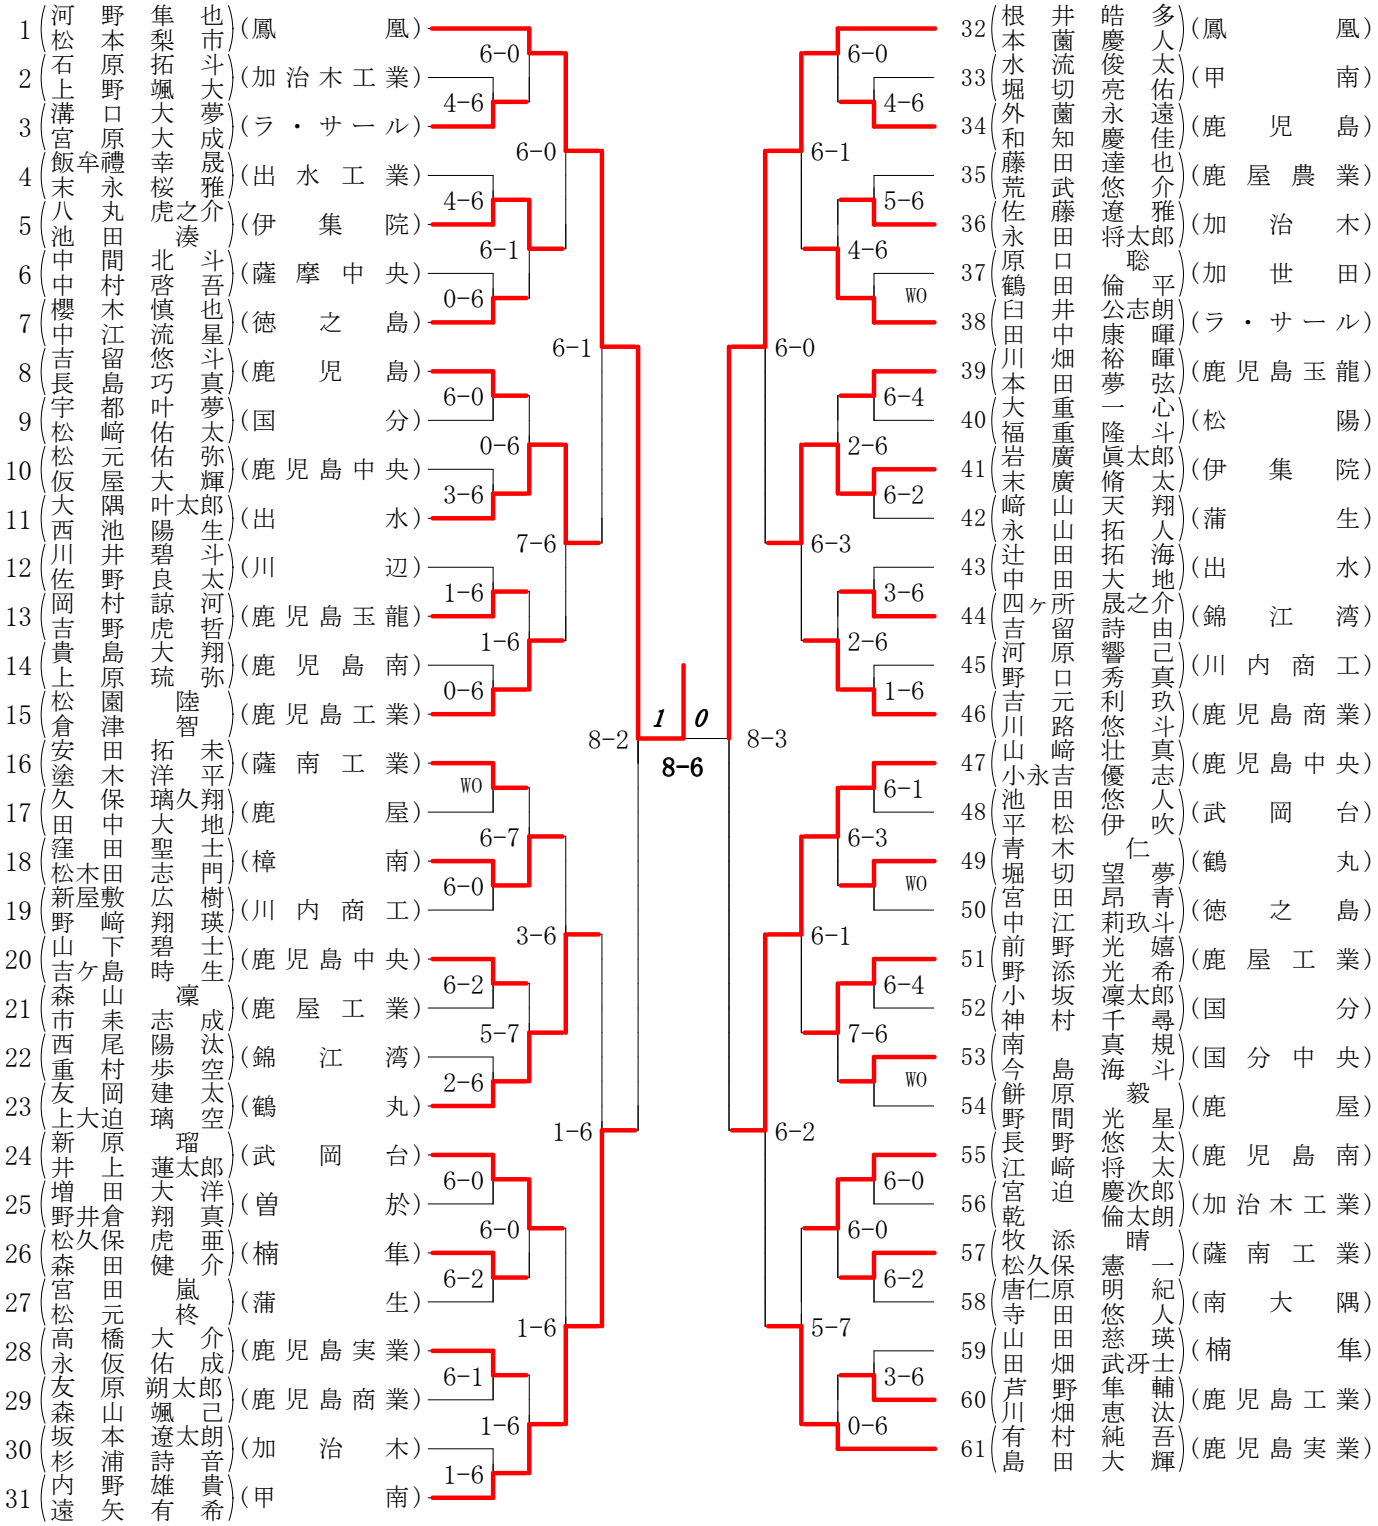 1 (河野隼也 松本梨市) (鳳凰)
2 (石原拓斗 上野颯大) (加治木工業)
3 (溝口大夢 宮原大成) (ラ・サール)
4 (飯牟禮幸晟 末永桜雅) (出水工業)
5 (八丸虎之介 池田湊) (伊集院)
6 (中間北斗 中村啓吾) (薩摩中央)
7 (櫻木慎也 中江流星) (徳之島)
8 (吉留悠斗 長島巧真) (鹿児島)
9 (宇都叶夢 松﨑佑太) (国分)
10 (松元佑弥 仮屋大輝) (鹿児島中央)
11 (大隅叶太郎 西池陽生) (出水)
12 (川井碧斗 佐野良太) (川辺)
13 (岡村諒河 吉野虎哲) (鹿児島玉龍)
14 (貴島大翔 上原琉弥) (鹿児島南)
15 (松園陸 倉津智) (鹿児島工業)
16 (安田拓未 塗木洋平) (薩南工業)
17 (久保璃久翔 田中大地) (鹿屋)
18 (窪田聖士 松木田志門) (樟南)
19 (新屋敷広樹 野﨑翔瑛) (川内商工)
20 (山下碧士 吉ケ島時生) (鹿児島中央)
21 (森山凜 市来志成) (鹿屋工業)
22 (西尾陽汰 重村歩空) (錦江湾)
23 (友岡建太 上大迫璃空) (鶴丸)
24 (新原瑠 井上蓮太郎) (武岡台)
25 (増田大洋 野井倉翔真) (曽於)
26 (松久保虎亜 森田健介) (楠隼)
27 (宮田嵐 松元柊) (蒲生)
28 (高橋大介 永仮佑成) (鹿児島実業)
29 (友原朔太郎 森山颯己) (鹿児島商業)
30 (坂本遼太朗 杉浦詩音) (加治木)
31 (内野雄貴 遠矢有希) (甲南)
6-0
4-6
6-0
4-6
6-1
0-6
6-1
6-0
0-6
3-6
7-6
1-6
1-6
0-6
8-2
WO
6-7
6-0
3-6
6-2
5-7
2-6
1-6
6-0
6-0
6-2
1-6
6-1
1-6
1-6
1 0
8-6
32 (根井皓多 本薗慶人) (鳳凰)
33 (水流俊太 堀切亮佑) (甲南)
34 (外薗永遠 和知慶佳) (鹿児島)
35 (藤田達也 荒武悠介) (鹿屋農業)
36 (佐藤遼雅 永田将太郎) (加治木)
37 (原口聡 鶴田倫平) (加世田)
38 (臼井公志朗 田中康暉) (ラ・サール)
39 (川畑裕暉 本田夢弦) (鹿児島玉龍)
40 (大重一心 福重隆斗) (松陽)
41 (岩廣眞太郎 末廣脩太) (伊集院)
42 (﨑山天翔 永山拓人) (蒲生)
43 (辻田拓海 中田大地) (出水)
44 (四ヶ所晟之介 吉留詩由) (錦江湾)
45 (河原響己 野口秀真) (川内商工)
46 (吉元利玖 川路悠斗) (鹿児島商業)
47 (山﨑壮真 小永吉優志) (鹿児島中央)
48 (池田悠人 平松伊吹) (武岡台)
49 (青木仁 堀切望夢) (鶴丸)
50 (宮田昂青 中江莉玖斗) (徳之島)
51 (前野光嬉 野添光希) (鹿屋工業)
52 (小坂凜太郎 神村千尋) (国分)
53 (南真規 今島海斗) (国分中央)
54 (餅原毅 野間光星) (鹿屋)
55 (長野悠太 江﨑将太) (鹿児島南)
56 (宮迫慶次郎 乾倫太朗) (加治木工業)
57 (牧添晴 松久保憲一) (薩南工業)
58 (唐仁原明紀 寺田悠人) (南大隅)
59 (山田慈瑛 田畑武冴士) (楠隼)
60 (芦野隼輔 川畑恵汰) (鹿児島工業)
61 (有村純吾 島田大輝) (鹿児島実業)
6-0
4-6
6-1
5-6
4-6
WO
6-0
6-4
2-6
6-2
6-3
3-6
2-6
1-6
8-3
6-1
6-3
WO
6-1
6-4
7-6
WO
6-2
6-0
6-0
6-2
5-7
3-6
0-6